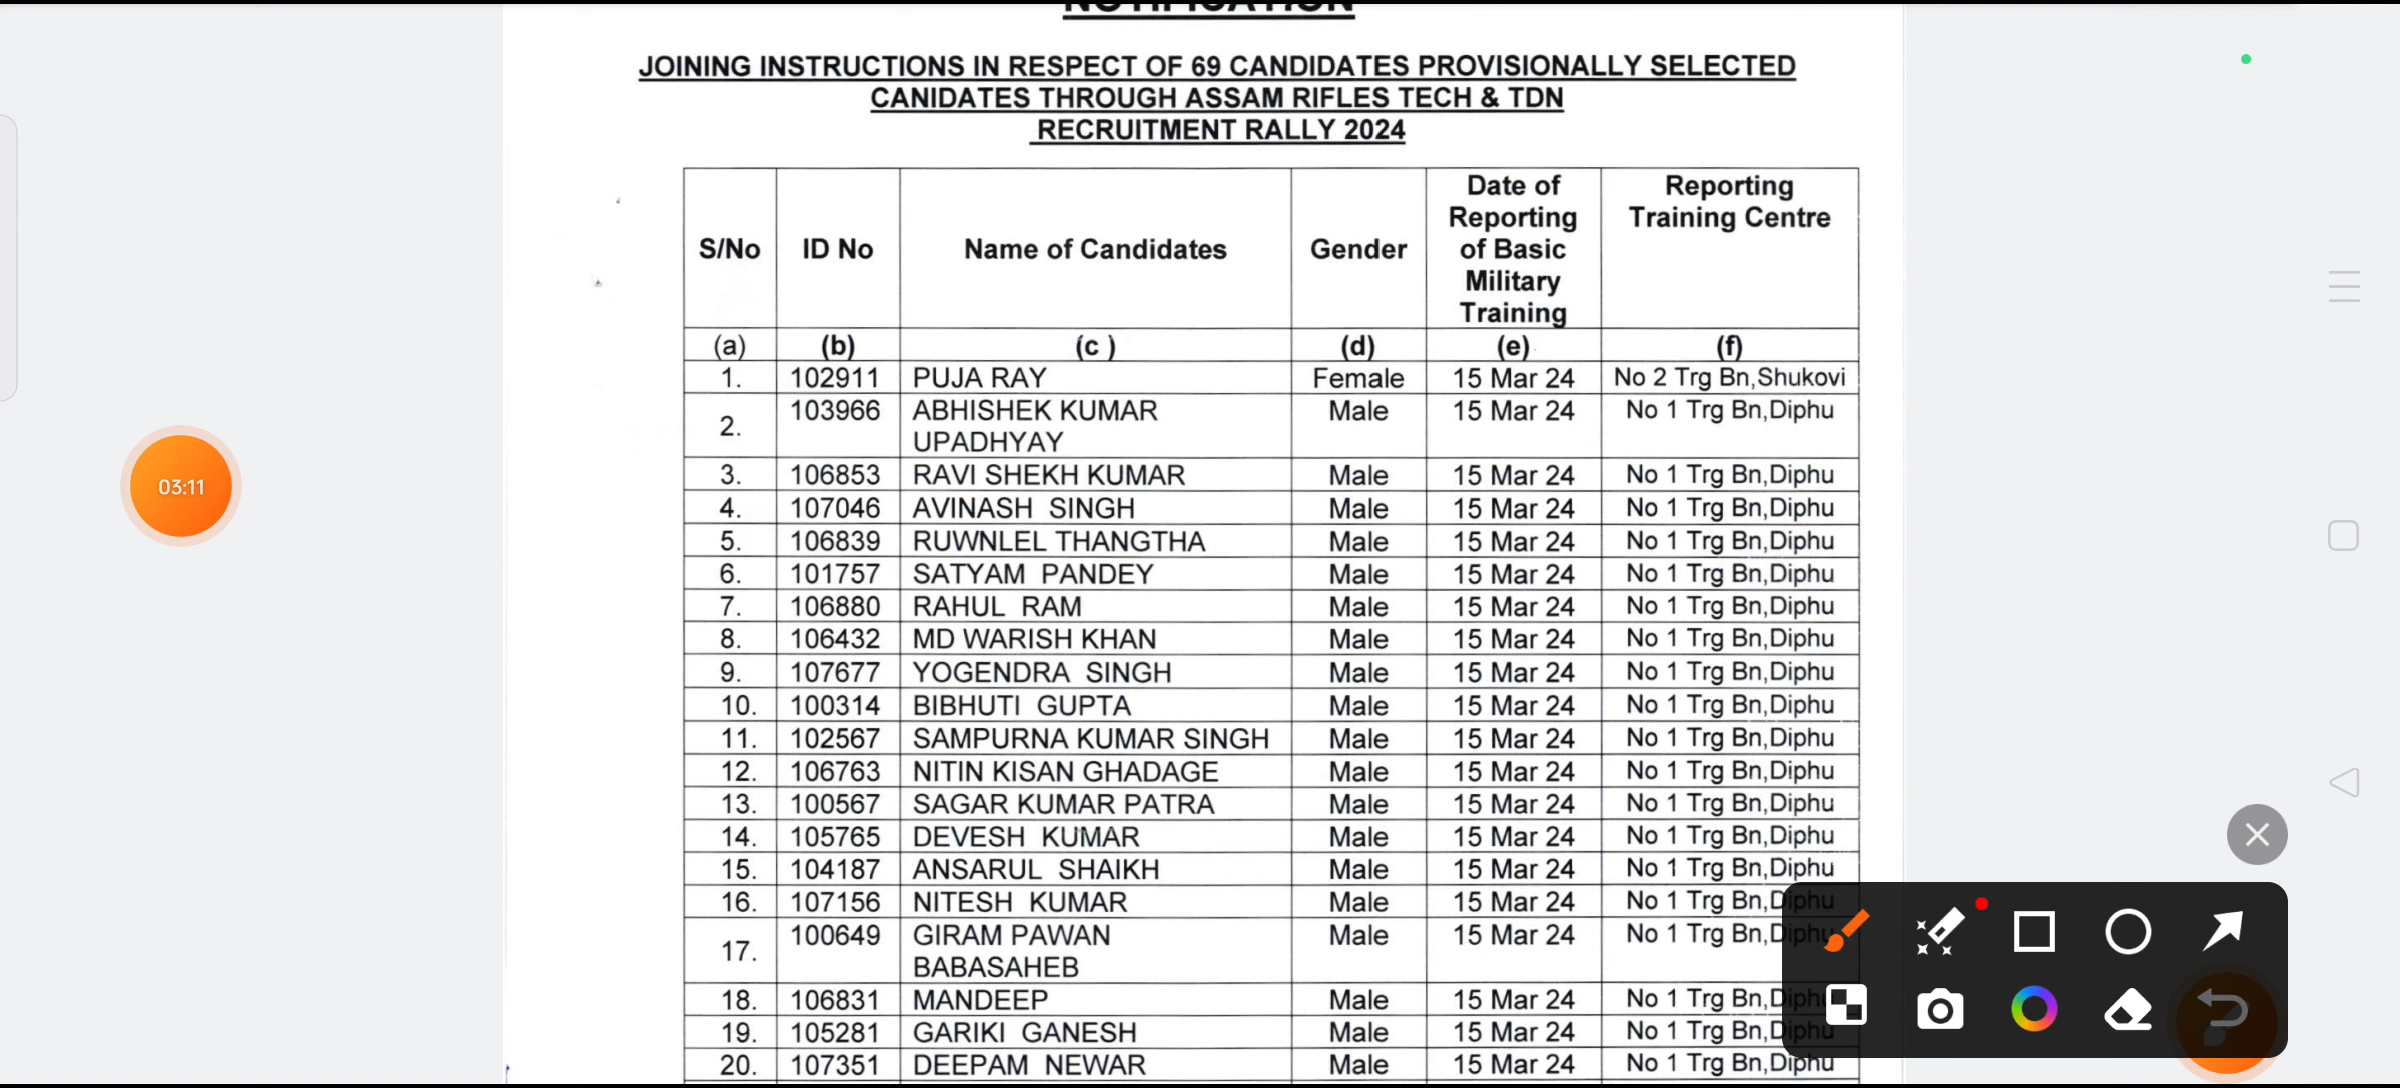 NOTIFICATION
JOINING INSTRUCTIONS IN RESPECT OF 69 CANDIDATES PROVISIONALLY SELECTED
CANIDATES THROUGH ASSAM RIFLES TECH & TDN
RECRUITMENT RALLY 2024
S/No ID No Name of Candidates Gender Date of Reporting of Basic Military Training Reporting Training Centre
(a) (b) (c ) (d) (e) (f)
1. 102911 PUJA RAY Female 15 Mar 24 No 2 Trg Bn,Shukovi
2. 103966 ABHISHEK KUMAR UPADHYAY Male 15 Mar 24 No 1 Trg Bn,Diphu
3. 106853 RAVI SHEKH KUMAR Male 15 Mar 24 No 1 Trg Bn,Diphu
4. 107046 AVINASH SINGH Male 15 Mar 24 No 1 Trg Bn,Diphu
5. 106839 RUWNLEL THANGTHA Male 15 Mar 24 No 1 Trg Bn,Diphu
6. 101757 SATYAM PANDEY Male 15 Mar 24 No 1 Trg Bn,Diphu
7. 106880 RAHUL RAM Male 15 Mar 24 No 1 Trg Bn,Diphu
8. 106432 MD WARISH KHAN Male 15 Mar 24 No 1 Trg Bn,Diphu
9. 107677 YOGENDRA SINGH Male 15 Mar 24 No 1 Trg Bn,Diphu
10. 100314 BIBHUTI GUPTA Male 15 Mar 24 No 1 Trg Bn,Diphu
11. 102567 SAMPURNA KUMAR SINGH Male 15 Mar 24 No 1 Trg Bn,Diphu
12. 106763 NITIN KISAN GHADAGE Male 15 Mar 24 No 1 Trg Bn,Diphu
13. 100567 SAGAR KUMAR PATRA Male 15 Mar 24 No 1 Trg Bn,Diphu
14. 105765 DEVESH KUMAR Male 15 Mar 24 No 1 Trg Bn,Diphu
15. 104187 ANSARUL SHAIKH Male 15 Mar 24 No 1 Trg Bn,Diphu
16. 107156 NITESH KUMAR Male 15 Mar 24 No 1 Trg Bn,Diphu
17. 100649 GIRAM PAWAN BABASAHEB Male 15 Mar 24 No 1 Trg Bn,Diphu
18. 106831 MANDEEP Male 15 Mar 24 No 1 Trg Bn,Diphu
19. 105281 GARIKI GANESH Male 15 Mar 24 No 1 Trg Bn,Diphu
20. 107351 DEEPAM NEWAR Male 15 Mar 24 No 1 Trg Bn,Diphu
03:11